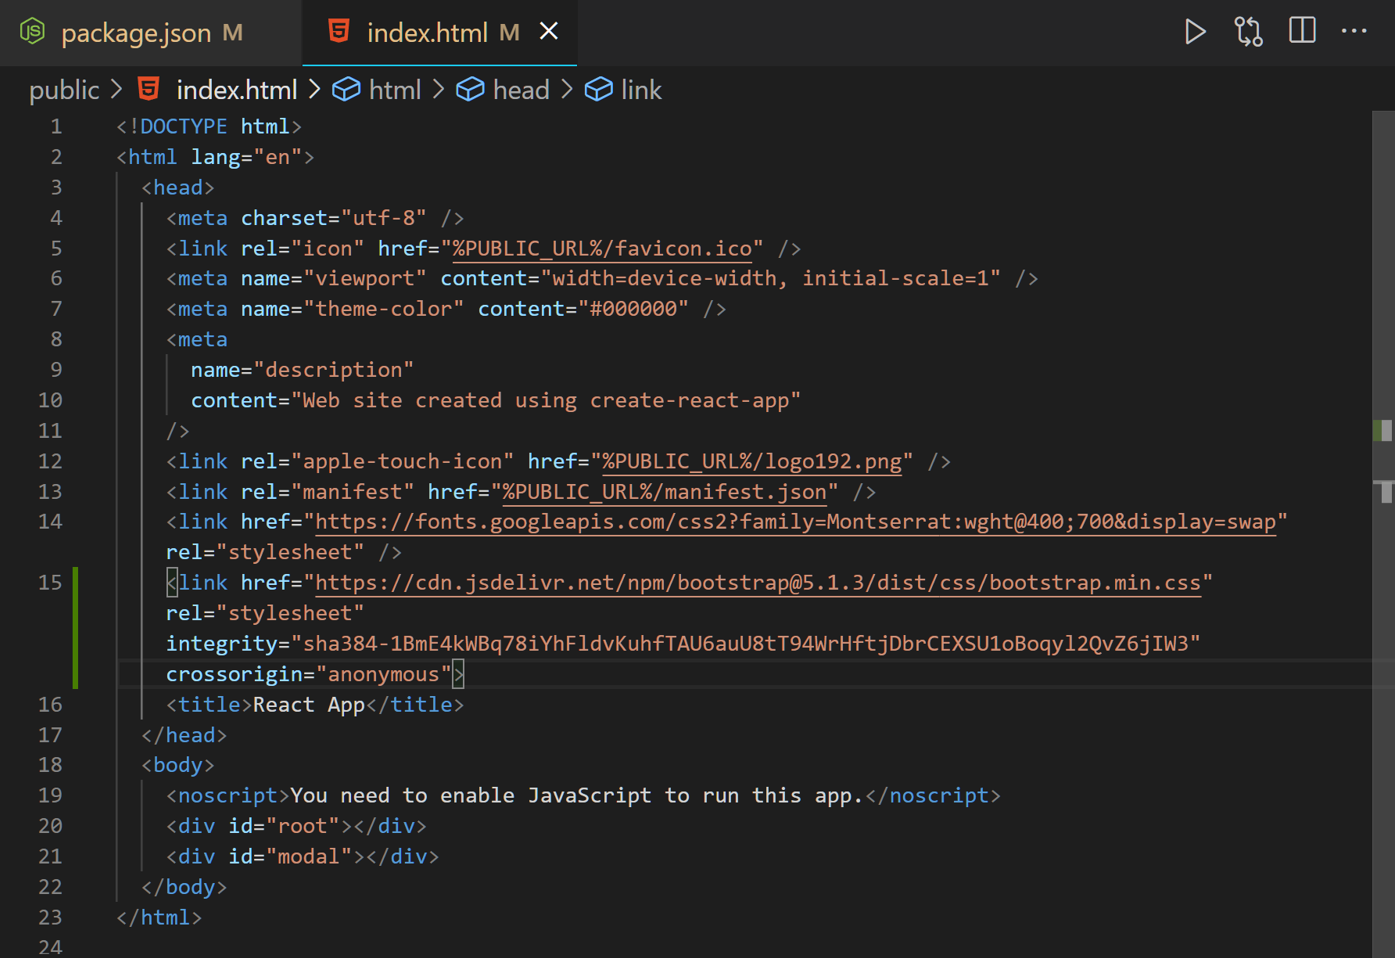 package.json M index.html M
public > index.html > html > head > link
1 <!DOCTYPE html>
2 <html lang="en">
3 <head>
4 <meta charset="utf-8" />
5 <link rel="icon" href="%PUBLIC_URL%/favicon.ico" />
6 <meta name="viewport" content="width=device-width, initial-scale=1" />
7 <meta name="theme-color" content="#000000" />
8 <meta
9 name="description"
10 content="Web site created using create-react-app"
11 />
12 <link rel="apple-touch-icon" href="%PUBLIC_URL%/logo192.png" />
13 <link rel="manifest" href="%PUBLIC_URL%/manifest.json" />
14 <link href="https://fonts.googleapis.com/css2?family=Montserrat:wght@400;700&display=swap"
rel="stylesheet" />
15 <link href="https://cdn.jsdelivr.net/npm/bootstrap@5.1.3/dist/css/bootstrap.min.css"
rel="stylesheet"
integrity="sha384-1BmE4kWBq78iYhFldvKuhfTAU6auU8tT94WrHftjDbrCEXSU1oBoqyl2QvZ6jIW3"
crossorigin="anonymous">
16 <title>React App</title>
17 </head>
18 <body>
19 <noscript>You need to enable JavaScript to run this app.</noscript>
20 <div id="root"></div>
21 <div id="modal"></div>
22 </body>
23 </html>
24